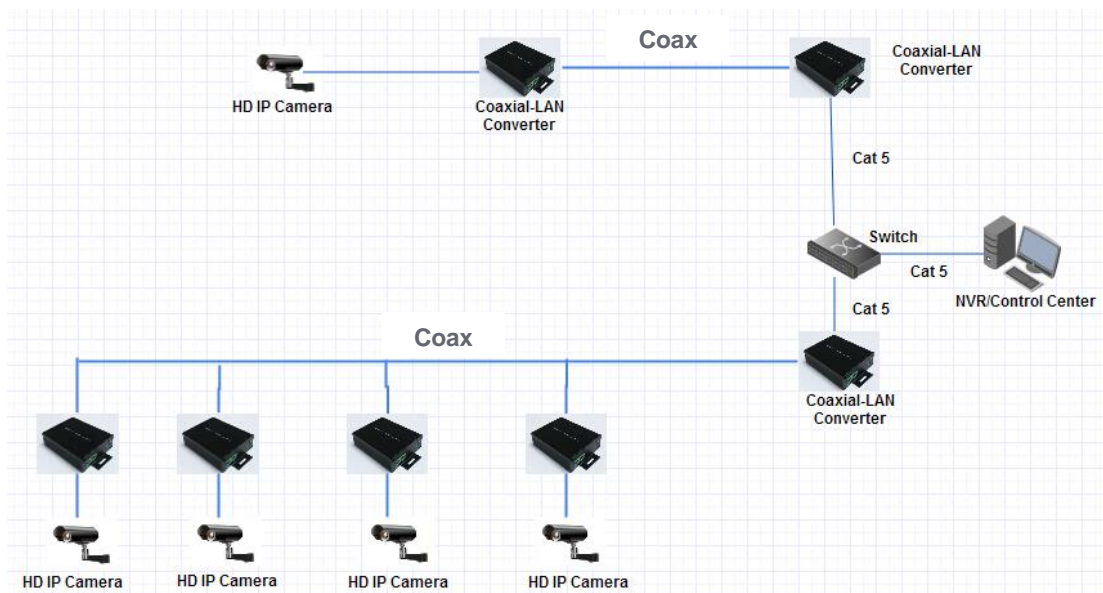 Coax
Coaxial-LAN
Converter
HD IP Camera
Coaxial-LAN
Converter
Cat 5
Switch
Cat 5
NVR/Control Center
Cat 5
Coax
Coaxial-LAN
Converter
HD IP Camera
HD IP Camera
HD IP Camera
HD IP Camera